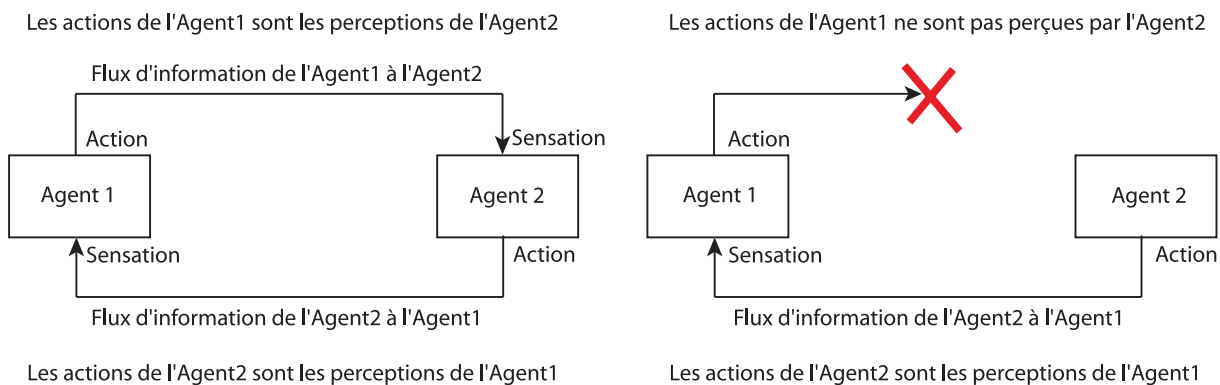 Les actions de l'Agent1 sont les perceptions de l'Agent2
Flux d'information de l'Agent1 à l'Agent2
Action
Sensation
Agent 1
Agent 2
Sensation
Action
Flux d'information de l'Agent2 à l'Agent1
Les actions de l'Agent2 sont les perceptions de l'Agent1
Les actions de l'Agent1 ne sont pas perçues par l'Agent2
Action
Agent 1
Agent 2
Sensation
Action
Flux d'information de l'Agent2 à l'Agent1
Les actions de l'Agent2 sont les perceptions de l'Agent1